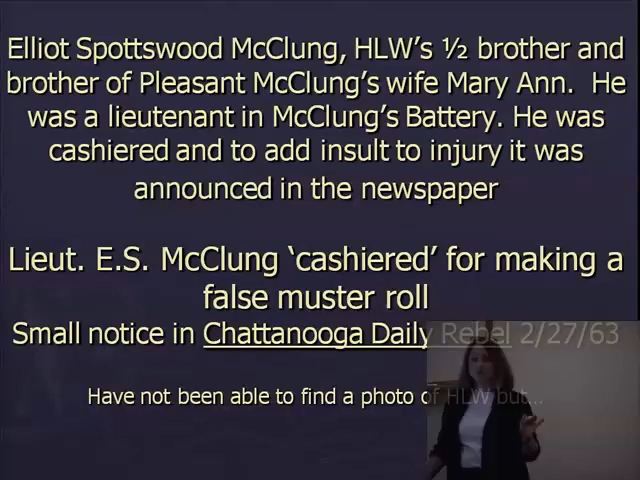 Elliot Spottswood McClung, HLW’s ½ brother and
brother of Pleasant McClung’s wife Mary Ann.  He
was a lieutenant in McClung’s Battery. He was
cashiered and to add insult to injury it was
announced in the newspaper
Lieut. E.S. McClung ‘cashiered’ for making a
false muster roll
Small notice in Chattanooga Daily Rebel 2/27/63
Have not been able to find a photo of HLW but…